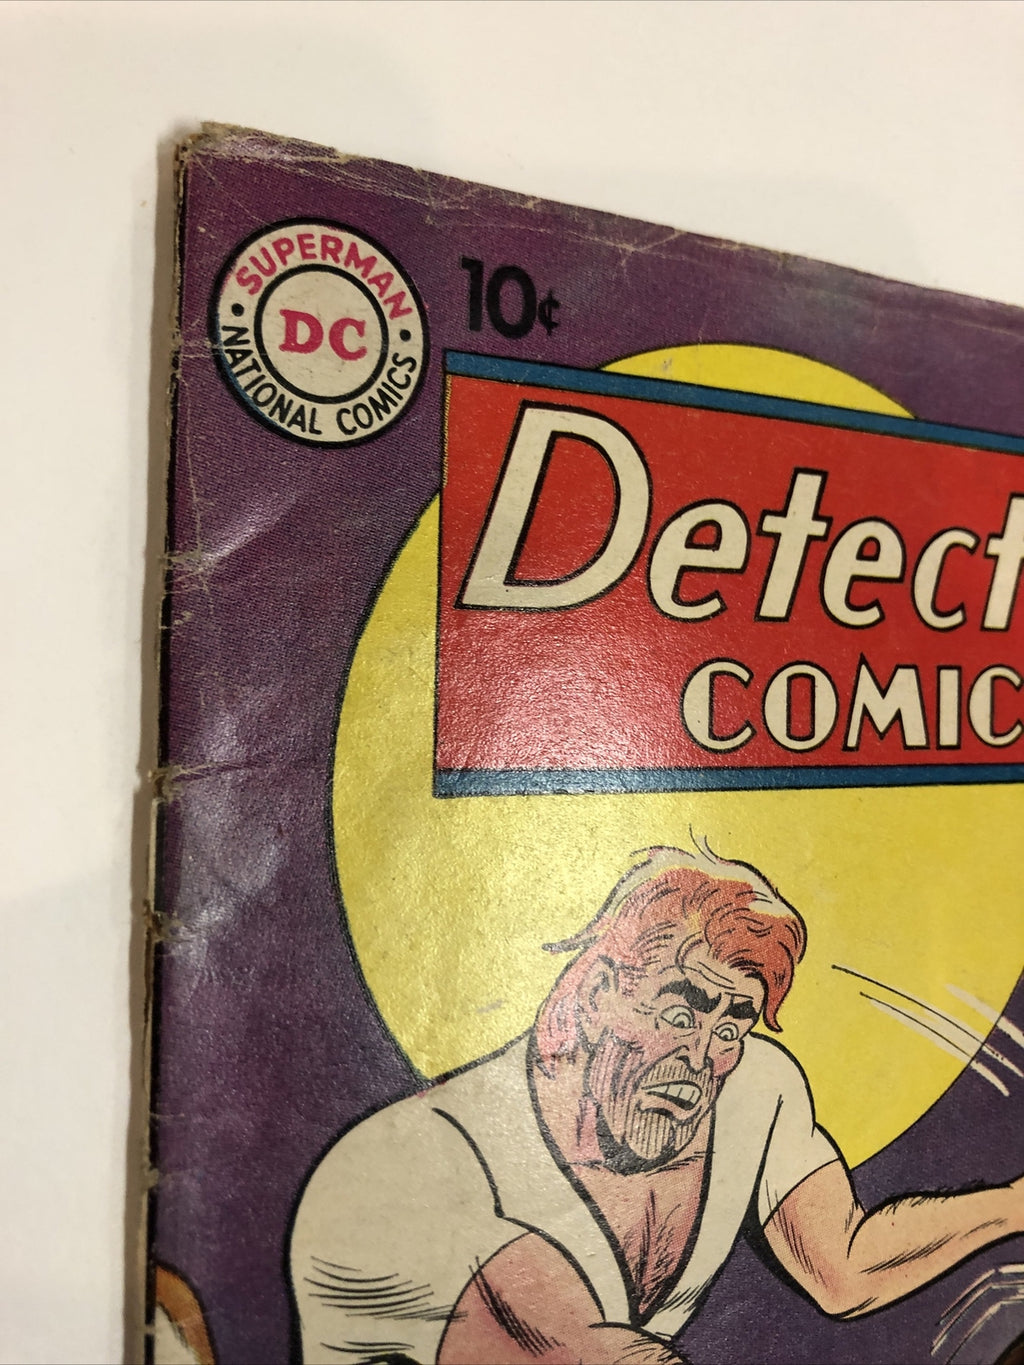 SUPERMAN
DC
NATIONAL COMICS
10¢
Detect
COMIC